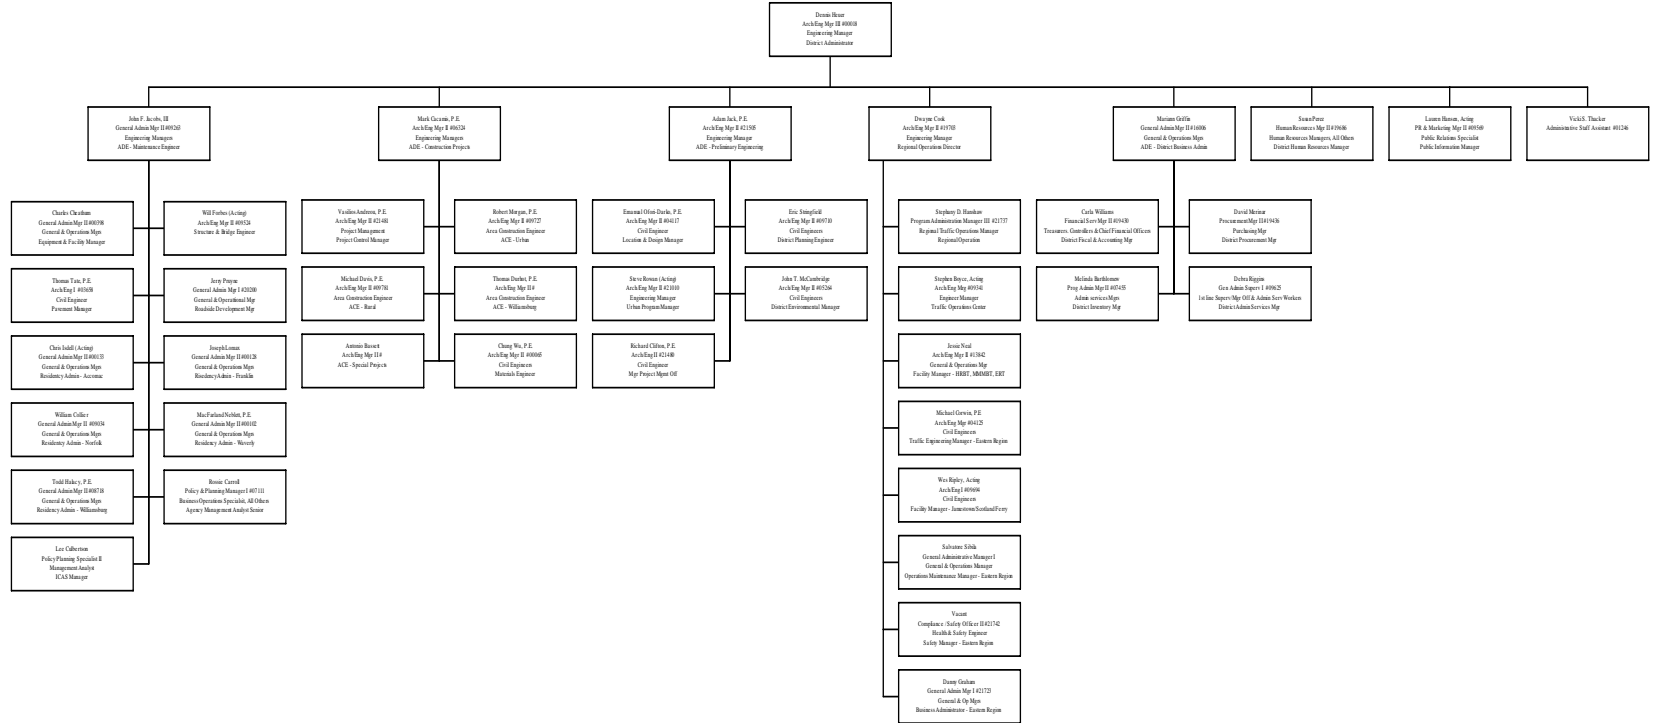 Dennis Heuer
Arch/Eng Mgr III #00018
Engineering Manager
District Administrator
John F. Jacobs, III
General Admin Mgr II #09263
Engineering Managers
ADE - Maintenance Engineer
Mark Cacamis, P.E.
Arch/Eng Mgr II #06324
Engineering Managers
ADE - Construction Projects
Adam Jack, P.E.
Arch/Eng Mgr II #21505
Engineering Manager
ADE - Preliminary Engineering
Dwayne Cook
Arch/Eng Mgr II #19703
Engineering Manager
Regional Operations Director
Mariann Griffin
General Admin Mgr II #16006
General & Operations Mgrs
ADE - District Business Admin
Susan Perez
Human Resources Mgr II #19686
Human Resources Managers, All Others
District Human Resources Manager
Lauren Hansen, Acting
PR & Marketing Mgr II #09569
Public Relations Specialist
Public Information Manager
Vicki S. Thacker
Administrative Staff Assistant #01246
Charles Cheatham
General Admin Mgr II #00398
General & Operations Mgrs
Equipment & Facility Manager
Will Forbes (Acting)
Arch/Eng Mgr II #09524
Structure & Bridge Engineer
Thomas Tate, P.E.
Arch/Eng I #03658
Civil Engineer
Pavement Manager
Jerry Pruyne
General Admin Mgr I #20200
General & Operational Mgr
Roadside Development Mgr
Chris Isdell (Acting)
General Admin Mgr II #00133
General & Operations Mgrs
Residentcy Admin - Accomac
Joseph Lomax
General Admin Mgr II #00128
General & Operations Mgrs
RisedencyAdmin - Franklin
William Collier
General Admin Mgr II #09034
General & Operations Mgrs
Residentcy Admin - Norfolk
MacFarland Neblett, P.E.
General Admin Mgr II #00102
General & Operations Mgrs
Residency Admin - Waverly
Todd Halacy, P.E.
General Admin Mgr II #08718
General & Operations Mgrs
Residency Admin - Williamsburg
Rossie Carroll
Policy & Planning Manager I #07111
Business Operations Specialist, All Others
Agency Management Analyst Senior
Lee Culbertson
Policy Planning Specialist II
Management Analyst
ICAS Manager
Vasilios Andreou, P.E.
Arch/Eng Mgr II #21481
Project Management
Project Control Manager
Robert Morgan, P.E.
Arch/Eng Mgr II #09727
Area Construction Engineer
ACE - Urban
Michael Davis, P.E.
Arch/Eng Mgr II #09781
Area Construction Engineer
ACE - Rural
Thomas Durbot, P.E.
Arch/Eng Mgr II #
Area Construction Engineer
ACE - Williamsburg
Antonio Bassett
Arch/Eng Mgr II #
ACE - Special Projects
Chung Wu, P.E.
Arch/Eng Mgr II #00065
Civil Engineers
Materials Engineer
Emanuel Ofori-Darko, P.E.
Arch/Eng Mgr II #04117
Civil Engineer
Location & Design Manager
Eric Stringfield
Arch/Eng Mgr II #09710
Civil Engineers
District Planning Engineer
Steve Rowan (Acting)
Arch/Eng Mgr II #21010
Engineering Manager
Urban Program Manager
John T. McCambridge
Arch/Eng Mgr II #05264
Civil Engineers
District Environmental Manager
Richard Clifton, P.E.
Arch/Eng II #21480
Civil Engineer
Mgr Project Mgmt Off
Stephany D. Hanshaw
Program Administration Manager III #21737
Regional Traffic Operations Manager
Regional Operation
Stephen Boyce, Acting
Arch/Eng Mrg #09341
Engineer Manager
Traffic Operations Center
Jessie Neal
Arch/Eng Mgr II #13842
General & Operations Mgr
Facility Manager - HRBT, MMMBT, ERT
Michael Corwin, P.E
Arch/Eng Mgr #04125
Civil Engineers
Traffic Engineering Manager - Eastern Region
Wes Ripley, Acting
Arch/Eng I #09694
Civil Engineers
Facility Manager - Jamestown/Scotland Ferry
Salvatore Sibila
General Administrative Manager I
General & Operations Manager
Operations Maintenance Manager - Eastern Region
Vacant
Compliance / Safety Officer II #21742
Health & Safety Engineer
Safety Manager - Eastern Region
Danny Graham
General Admin Mgr I #21723
General & Op Mgrs
Business Administrator - Eastern Region
Carla Williams
Financial Serv Mgr II #19430
Treasurers. Controllers & Chief Financial Officers
District Fiscal & Accounting Mgr
David Morinar
Procurement Mgr II #19436
Purchasing Mgr
District Procurement Mgr
Melinda Barthlomew
Prog Admin Mgr II #07455
Admin services Mgrs
District Inventory Mgr
Debra Riggins
Gen Admin Superv I #09625
1st line Superv/Mgr Off & Admin Serv Workers
District Admin Services Mgr